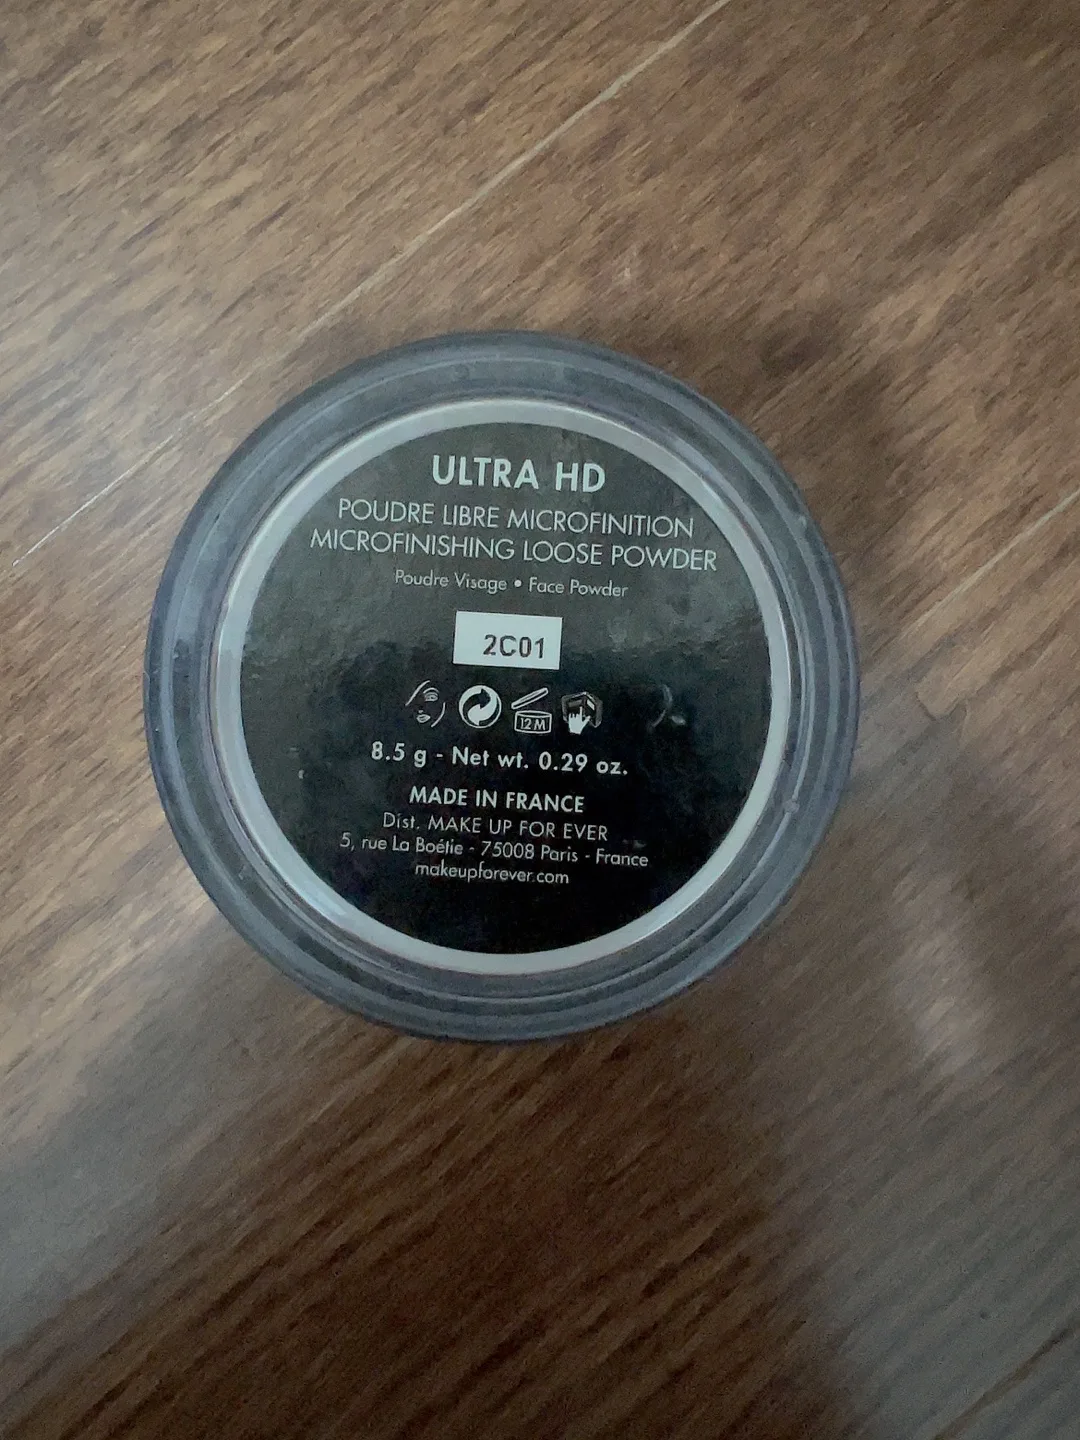 ULTRA HD
POUDRE LIBRE MICROFINITION
MICROFINISHING LOOSE POWDER
Poudre Visage • Face Powder
2C01
12 M
8.5 g - Net wt. 0.29 oz.
MADE IN FRANCE
Dist. MAKE UP FOR EVER
5, rue La Boétie - 75008 Paris - France
makeupforever.com